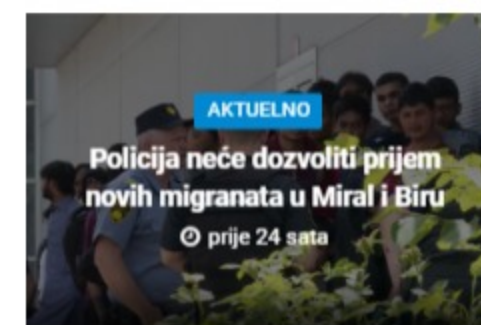 AKTUELNO
Policija neće dozvoliti prijem
novih migranata u Miral i Biru
prije 24 sata